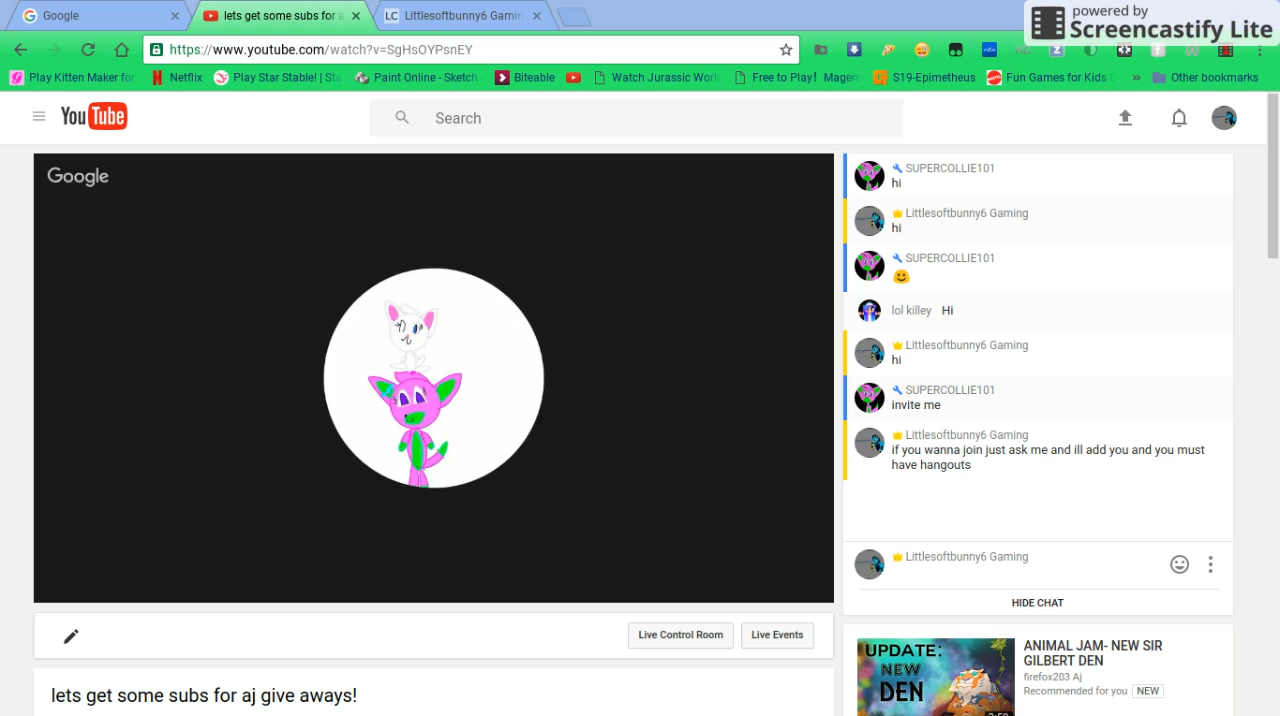 powered by
Screencastify Lite
Google
lets get some subs for a
Littlesoftbunny6 Gamin
https://www.youtube.com/watch?v=SgHsOYPsnEY
Play Kitten Maker for
Netflix
Play Star Stable! | Sta
Paint Online - Sketch
Biteable
Watch Jurassic Worl
Free to Play! Magere
S19-Epimetheus
Fun Games for Kids
» Other bookmarks
YouTube
Search
Google
SUPERCOLLIE101
hi
Littlesoftbunny6 Gaming
hi
SUPERCOLLIE101
lol killey Hi
Littlesoftbunny6 Gaming
hi
SUPERCOLLIE101
invite me
Littlesoftbunny6 Gaming
if you wanna join just ask me and ill add you and you must
have hangouts
Littlesoftbunny6 Gaming
HIDE CHAT
Live Control Room
Live Events
lets get some subs for aj give aways!
UPDATE:
NEW
DEN
ANIMAL JAM- NEW SIR
GILBERT DEN
firefox203 Aj
Recommended for you NEW